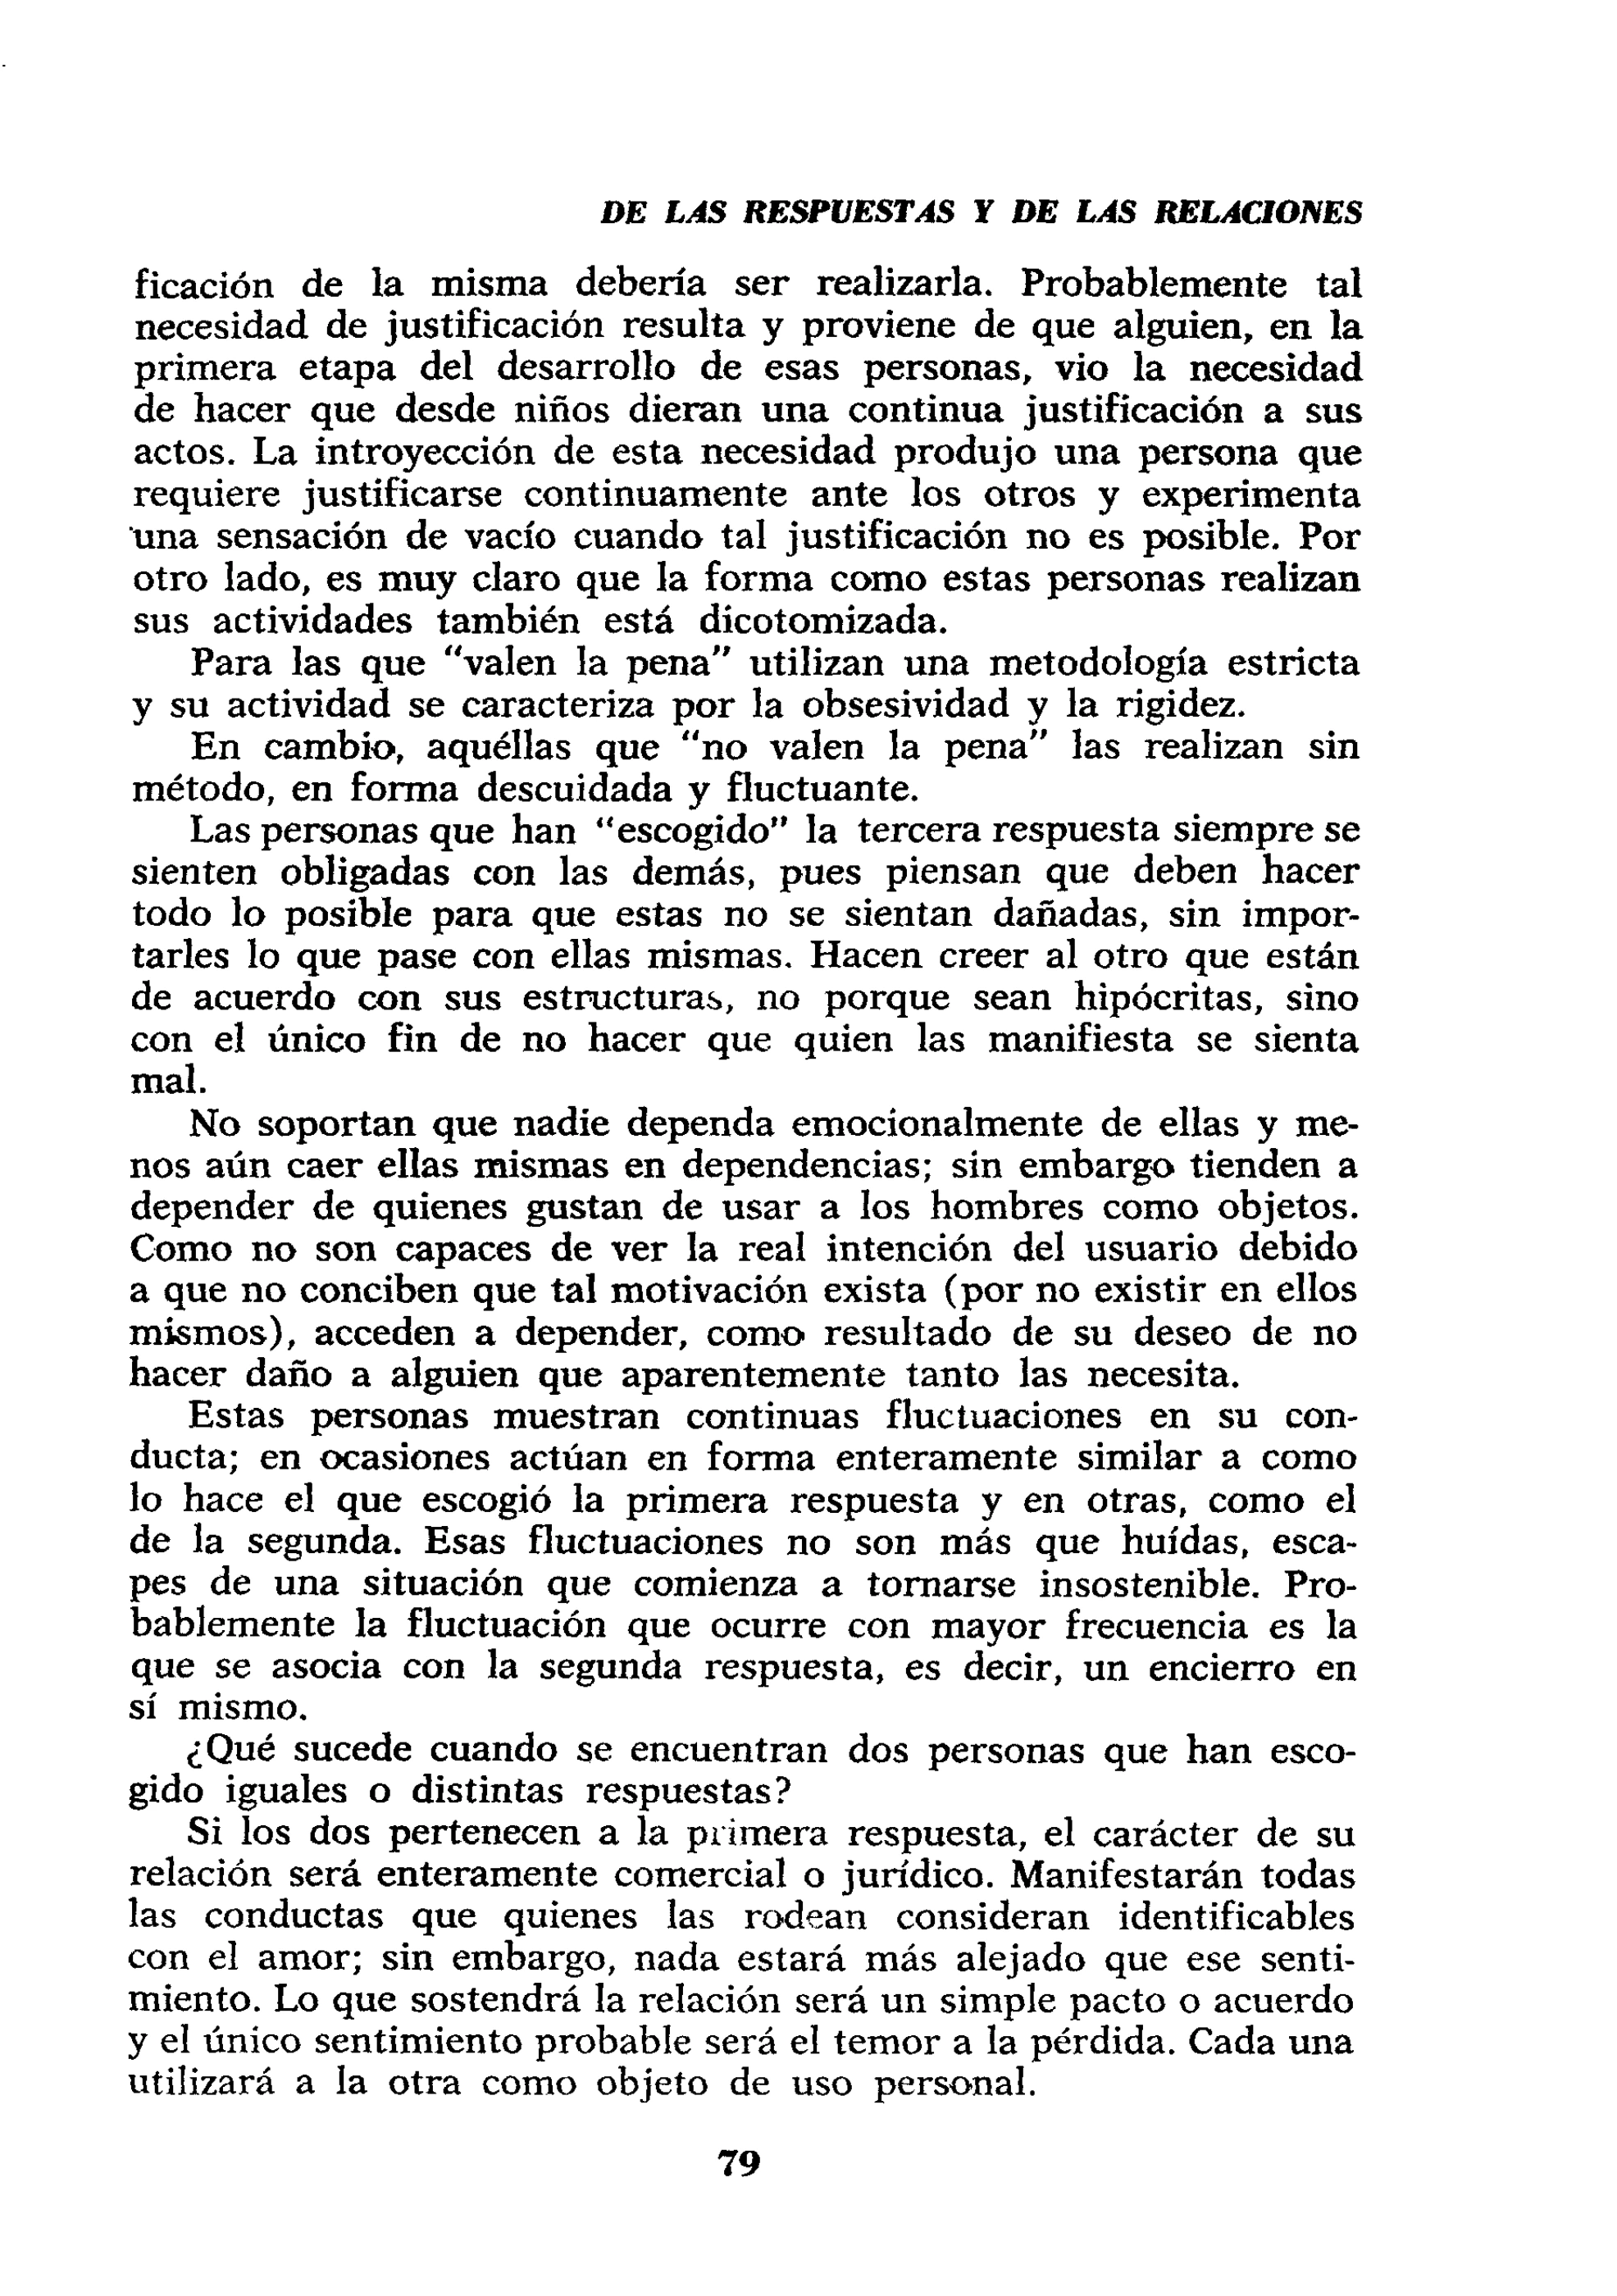 DE LAS RESPUESTAS Y DE LAS RELACIONES
ficación de la misma debería ser realizarla. Probablemente tal
necesidad de justificación resulta y proviene de que alguien, en la
primera etapa del desarrollo de esas personas, vio la necesidad
de hacer que desde niños dieran una continua justificación a sus
actos. La introyección de esta necesidad produjo una persona que
requiere justificarse continuamente ante los otros y experimenta
una sensación de vacío cuando tal justificación no es posible. Por
otro lado, es muy claro que la forma como estas personas realizan
sus actividades también está dicotomizada.
Para las que “valen la pena” utilizan una metodología estricta
y su actividad se caracteriza por la obsesividad y la rigidez.
En cambio, aquéllas que “no valen la pena” las realizan sin
método, en forma descuidada y fluctuante.
Las personas que han “escogido” la tercera respuesta siempre se
sienten obligadas con las demás, pues piensan que deben hacer
todo lo posible para que estas no se sientan dañadas, sin impor-
tarles lo que pase con ellas mismas. Hacen creer al otro que están
de acuerdo con sus estructuras, no porque sean hipócritas, sino
con el único fin de no hacer que quien las manifiesta se sienta
mal.
No soportan que nadie dependa emocionalmente de ellas y me-
nos aún caer ellas mismas en dependencias; sin embargo tienden a
depender de quienes gustan de usar a los hombres como objetos.
Como no son capaces de ver la real intención del usuario debido
a que no conciben que tal motivación exista (por no existir en ellos
mismos), acceden a depender, como resultado de su deseo de no
hacer daño a alguien que aparentemente tanto las necesita.
Estas personas muestran continuas fluctuaciones en su con-
ducta; en ocasiones actúan en forma enteramente similar a como
lo hace el que escogió la primera respuesta y en otras, como el
de la segunda. Esas fluctuaciones no son más que huídas, esca-
pes de una situación que comienza a tornarse insostenible. Pro-
bablemente la fluctuación que ocurre con mayor frecuencia es la
que se asocia con la segunda respuesta, es decir, un encierro en
sí mismo.
¿Qué sucede cuando se encuentran dos personas que han esco-
gido iguales o distintas respuestas?
Si los dos pertenecen a la primera respuesta, el carácter de su
relación será enteramente comercial o jurídico. Manifestarán todas
las conductas que quienes las rodean consideran identificables
con el amor; sin embargo, nada estará más alejado que ese senti-
miento. Lo que sostendrá la relación será un simple pacto o acuerdo
y el único sentimiento probable será el temor a la pérdida. Cada una
utilizará a la otra como objeto de uso personal.
79